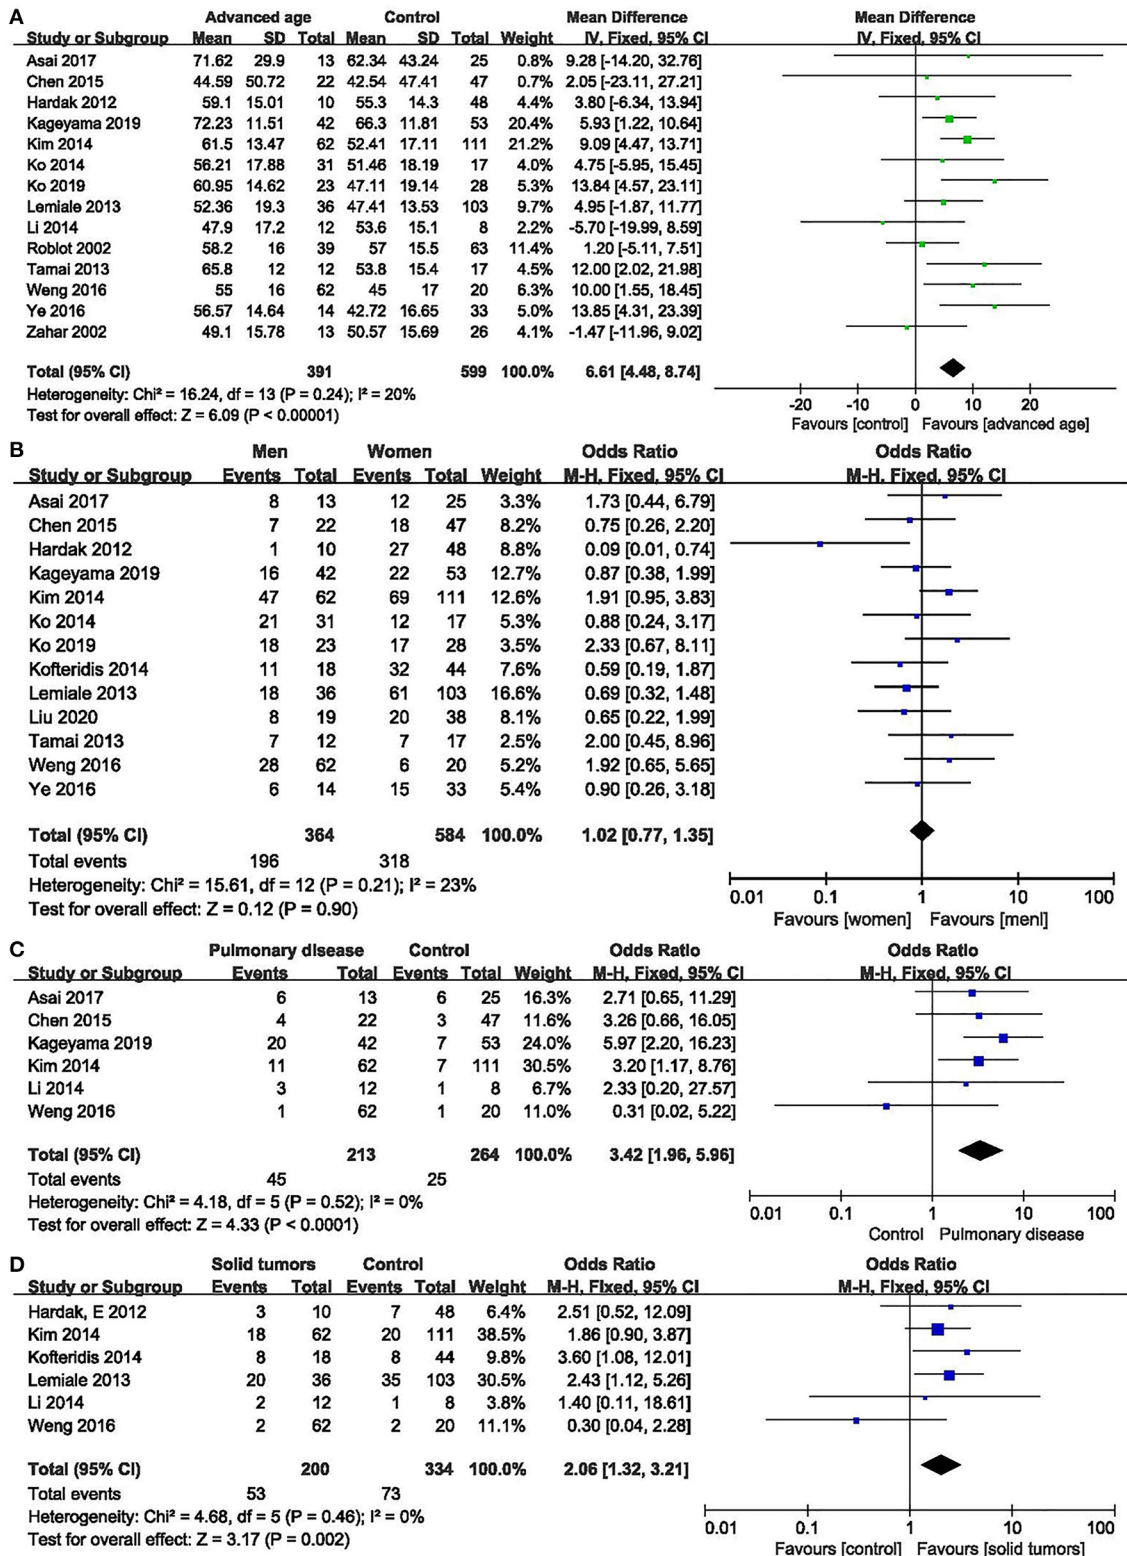 A
Advanced age Control Mean Difference Mean Difference
Study or Subgroup Mean SD Total Mean SD Total Weight IV, Fixed, 95% CI IV, Fixed, 95% CI
Asai 2017 71.62 29.9 13 62.34 43.24 25 0.8% 9.28 [-14.20, 32.76]
Chen 2015 44.59 50.72 22 42.54 47.41 47 0.7% 2.05 [-23.11, 27.21]
Hardak 2012 59.1 15.01 10 55.3 14.3 48 4.4% 3.80 [-6.34, 13.94]
Kageyama 2019 72.23 11.51 42 66.3 11.81 53 20.4% 5.93 [1.22, 10.64]
Kim 2014 61.5 13.47 62 52.41 17.11 111 21.2% 9.09 [4.47, 13.71]
Ko 2014 56.21 17.88 31 51.46 18.19 17 4.0% 4.75 [-5.95, 15.45]
Ko 2019 60.95 14.62 23 47.11 19.14 28 5.3% 13.84 [4.57, 23.11]
Lemiale 2013 52.36 19.3 36 47.41 13.53 103 9.7% 4.95 [-1.87, 11.77]
Li 2014 47.9 17.2 12 53.6 15.1 8 2.2% -5.70 [-19.99, 8.59]
Roblot 2002 58.2 16 39 57 15.5 63 11.4% 1.20 [-5.11, 7.51]
Tamai 2013 65.8 12 12 53.8 15.4 17 4.5% 12.00 [2.02, 21.98]
Weng 2016 55 16 62 45 17 20 6.3% 10.00 [1.55, 18.45]
Ye 2016 56.57 14.64 14 42.72 16.65 33 5.0% 13.85 [4.31, 23.39]
Zahar 2002 49.1 15.78 13 50.57 15.69 26 4.1% -1.47 [-11.96, 9.02]
Total (95% CI) 391 599 100.0% 6.61 [4.48, 8.74]
Heterogeneity: Chi² = 16.24, df = 13 (P = 0.24); I² = 20%
Test for overall effect: Z = 6.09 (P < 0.00001)
-20 -10 0 10 20
Favours [control] Favours [advanced age]
B
Men Women Odds Ratio Odds Ratio
Study or Subgroup Events Total Events Total Weight M-H, Fixed, 95% CI M-H, Fixed, 95% CI
Asai 2017 8 13 12 25 3.3% 1.73 [0.44, 6.79]
Chen 2015 7 22 18 47 8.2% 0.75 [0.26, 2.20]
Hardak 2012 1 10 27 48 8.8% 0.09 [0.01, 0.74]
Kageyama 2019 16 42 22 53 12.7% 0.87 [0.38, 1.99]
Kim 2014 47 62 69 111 12.6% 1.91 [0.95, 3.83]
Ko 2014 21 31 12 17 5.3% 0.88 [0.24, 3.17]
Ko 2019 18 23 17 28 3.5% 2.33 [0.67, 8.11]
Kofteridis 2014 11 18 32 44 7.6% 0.59 [0.19, 1.87]
Lemiale 2013 18 36 61 103 16.6% 0.69 [0.32, 1.48]
Liu 2020 8 19 20 38 8.1% 0.65 [0.22, 1.99]
Tamai 2013 7 12 7 17 2.5% 2.00 [0.45, 8.96]
Weng 2016 28 62 6 20 5.2% 1.92 [0.65, 5.65]
Ye 2016 6 14 15 33 5.4% 0.90 [0.26, 3.18]
Total (95% CI) 364 584 100.0% 1.02 [0.77, 1.35]
Total events 196 318
Heterogeneity: Chi² = 15.61, df = 12 (P = 0.21); I² = 23%
Test for overall effect: Z = 0.12 (P = 0.90)
0.01 0.1 1 10 100
Favours [women] Favours [men]
C
Pulmonary disease Control Odds Ratio Odds Ratio
Study or Subgroup Events Total Events Total Weight M-H, Fixed, 95% CI M-H, Fixed, 95% CI
Asai 2017 6 13 6 25 16.3% 2.71 [0.65, 11.29]
Chen 2015 4 22 3 47 11.6% 3.26 [0.66, 16.05]
Kageyama 2019 20 42 7 53 24.0% 5.97 [2.20, 16.23]
Kim 2014 11 62 7 111 30.5% 3.20 [1.17, 8.76]
Li 2014 3 12 1 8 6.7% 2.33 [0.20, 27.57]
Weng 2016 1 62 1 20 11.0% 0.31 [0.02, 5.22]
Total (95% CI) 213 264 100.0% 3.42 [1.96, 5.96]
Total events 45 25
Heterogeneity: Chi² = 4.18, df = 5 (P = 0.52); I² = 0%
Test for overall effect: Z = 4.33 (P < 0.0001)
0.01 0.1 1 10 100
Control Pulmonary disease
D
Solid tumors Control Odds Ratio Odds Ratio
Study or Subgroup Events Total Events Total Weight M-H, Fixed, 95% CI M-H, Fixed, 95% CI
Hardak, E 2012 3 10 7 48 6.4% 2.51 [0.52, 12.09]
Kim 2014 18 62 20 111 38.5% 1.86 [0.90, 3.87]
Kofteridis 2014 8 18 8 44 9.8% 3.60 [1.08, 12.01]
Lemiale 2013 20 36 35 103 30.5% 2.43 [1.12, 5.26]
Li 2014 2 12 1 8 3.8% 1.40 [0.11, 18.61]
Weng 2016 2 62 2 20 11.1% 0.30 [0.04, 2.28]
Total (95% CI) 200 334 100.0% 2.06 [1.32, 3.21]
Total events 53 73
Heterogeneity: Chi² = 4.68, df = 5 (P = 0.46); I² = 0%
Test for overall effect: Z = 3.17 (P = 0.002)
0.01 0.1 1 10 100
Favours [control] Favours [solid tumors]